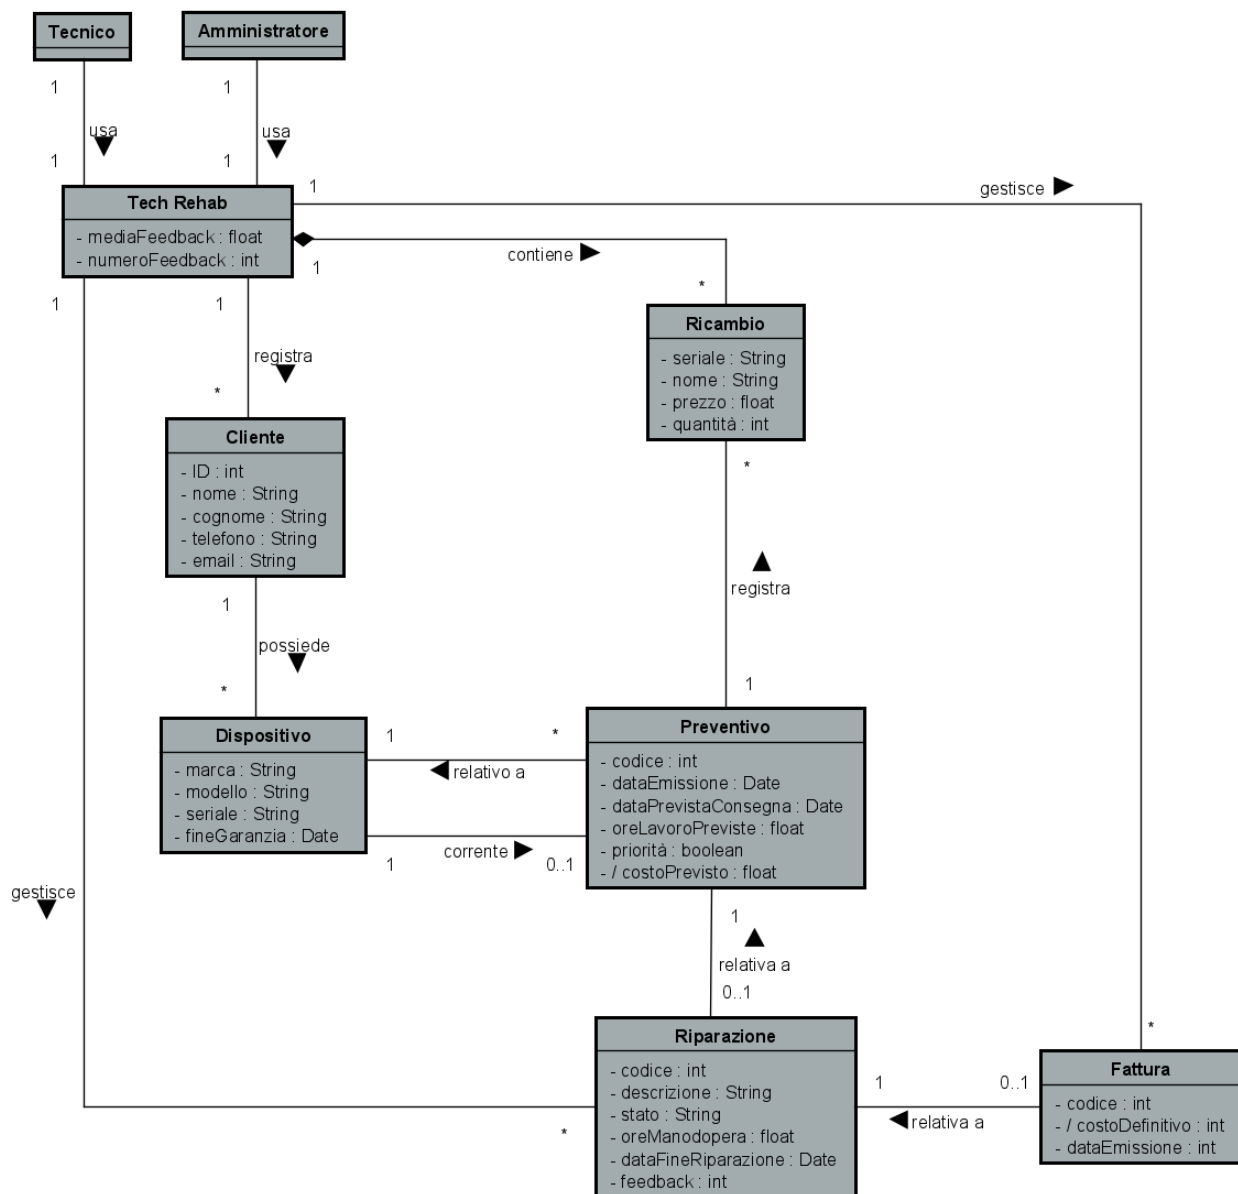 Tecnico
Amministratore
1
1
usa
usa
1
1
1
gestisce
Tech Rehab
- mediaFeedback : float
- numeroFeedback : int
contiene
1
1
1
*
Ricambio
- seriale : String
- nome : String
- prezzo : float
- quantità : int
registra
*
Cliente
- ID : int
- nome : String
- cognome : String
- telefono : String
- email : String
*
registra
1
possiede
*
1
Dispositivo
- marca : String
- modello : String
- seriale : String
- fineGaranzia : Date
1
*
relativo a
corrente
1
0..1
Preventivo
- codice : int
- dataEmissione : Date
- dataPrevistaConsegna : Date
- oreLavoroPreviste : float
- priorità : boolean
- / costoPrevisto : float
gestisce
1
relativa a
0..1
Riparazione
- codice : int
- descrizione : String
- stato : String
- oreManodopera : float
- dataFineRiparazione : Date
- feedback : int
*
1
0..1
relativa a
*
Fattura
- codice : int
- / costoDefinitivo : int
- dataEmissione : int